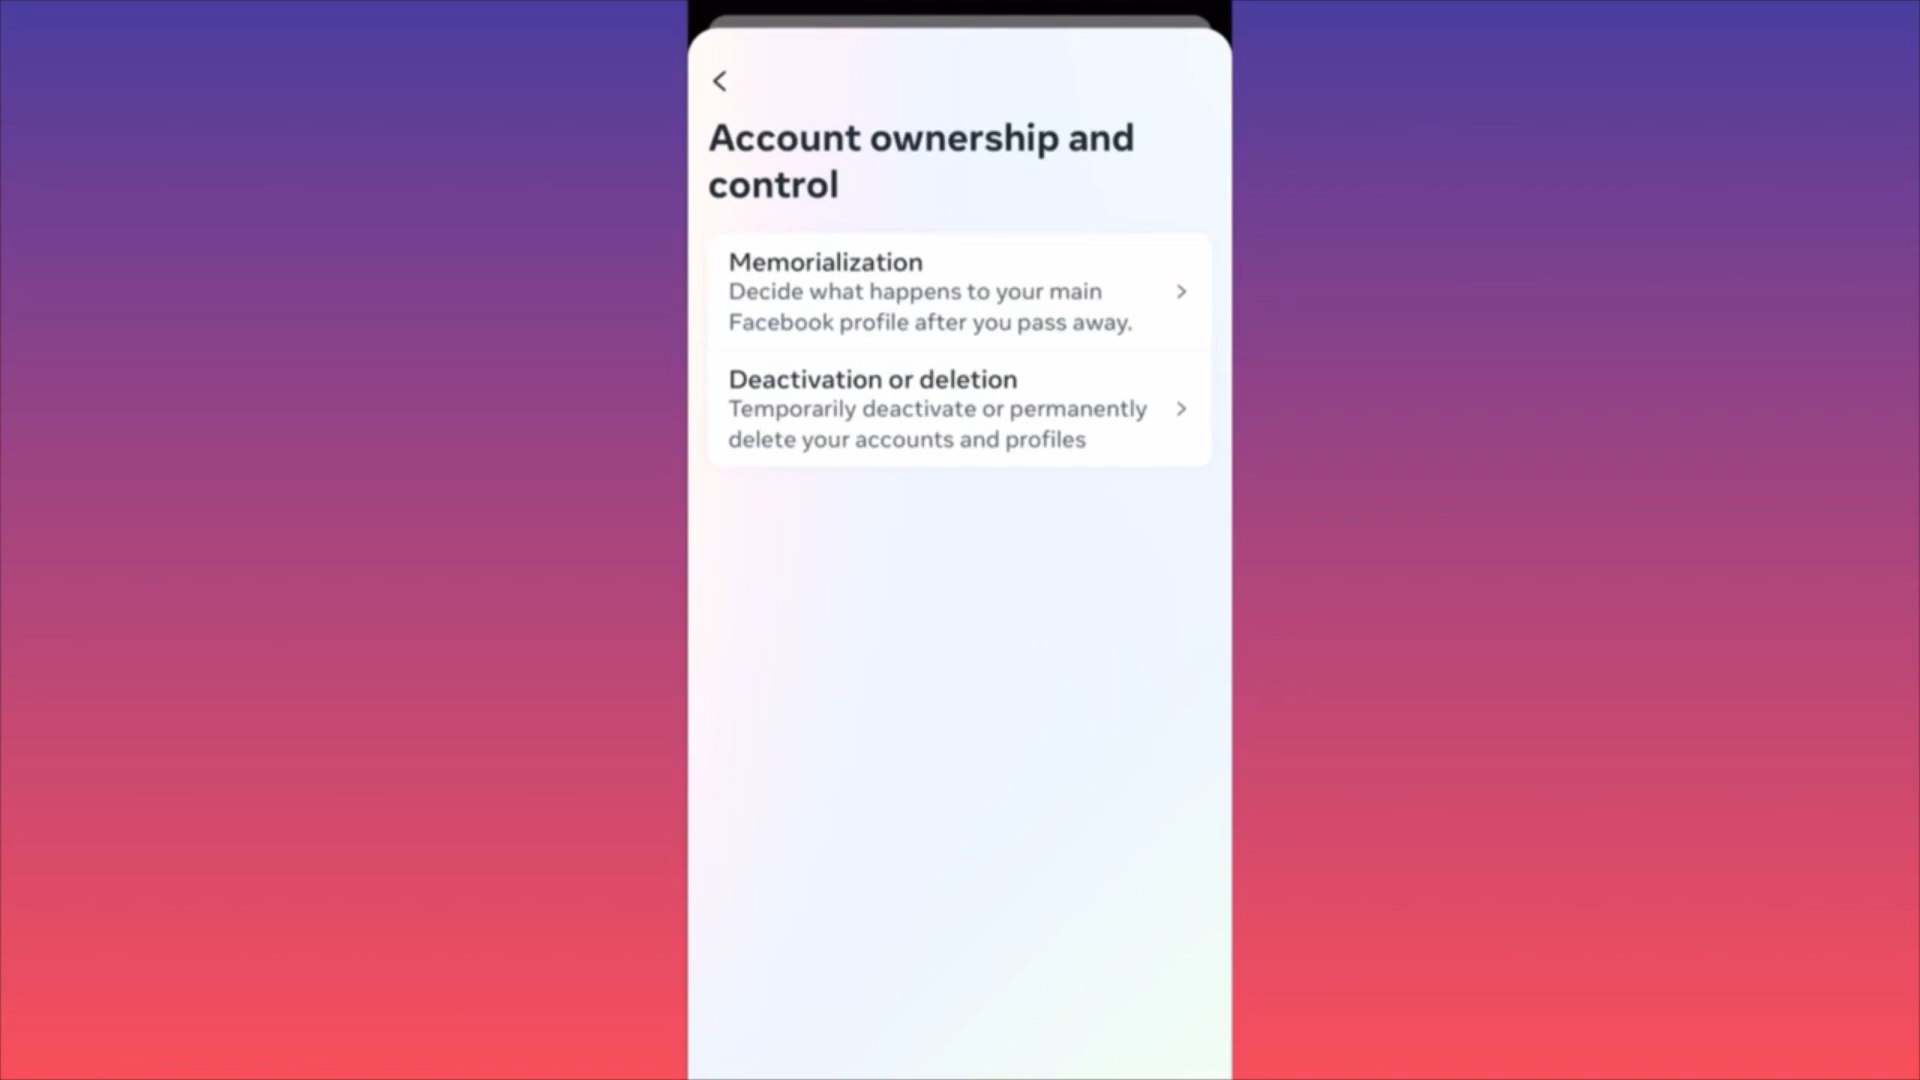 Account ownership and
control
Memorialization
Decide what happens to your main
Facebook profile after you pass away.
Deactivation or deletion
Temporarily deactivate or permanently
delete your accounts and profiles